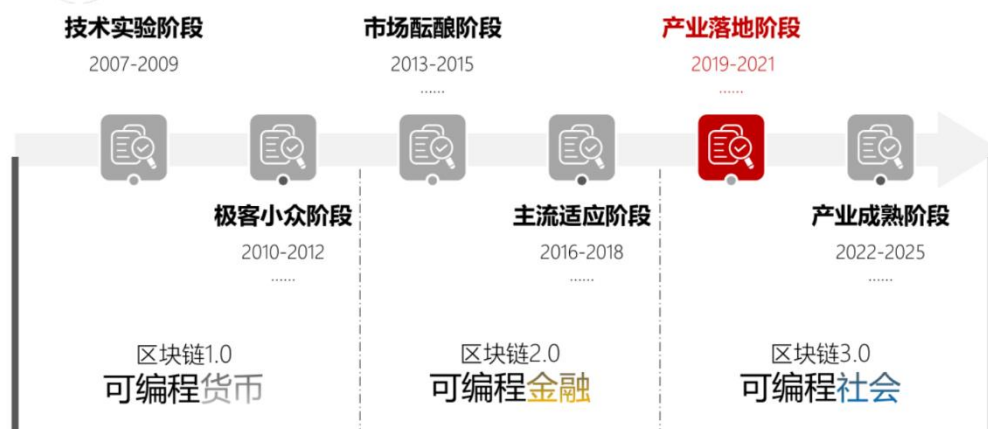 技术实验阶段
2007-2009
市场酝酿阶段
2013-2015
......
产业落地阶段
2019-2021
......
极客小众阶段
2010-2012
......
主流适应阶段
2016-2018
......
产业成熟阶段
2022-2025
......
区块链1.0
可编程货币
区块链2.0
可编程金融
区块链3.0
可编程社会